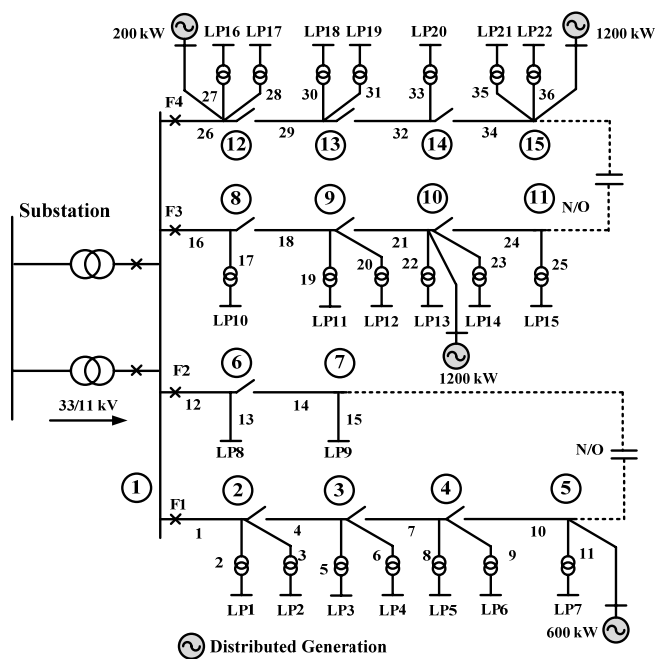 200 kW LP16 LP17 LP18 LP19 LP20 LP21 LP22 1200 kW
27 28 30 31 33 35 36
F4
26 29 32 34
12 13 14 15
8 9 10 11
N/O
Substation
F3
16 18 21 24
17 19 20 22 23 25
LP10 LP11 LP12 LP13 LP14 LP15
6 7
1200 kW
F2
12 14
33/11 kV
13 15
LP8 LP9
N/O
1 2 3 4 5
F1
1 4 7 10
2 3 5 6 8 9 11
LP1 LP2 LP3 LP4 LP5 LP6 LP7
600 kW
Distributed Generation